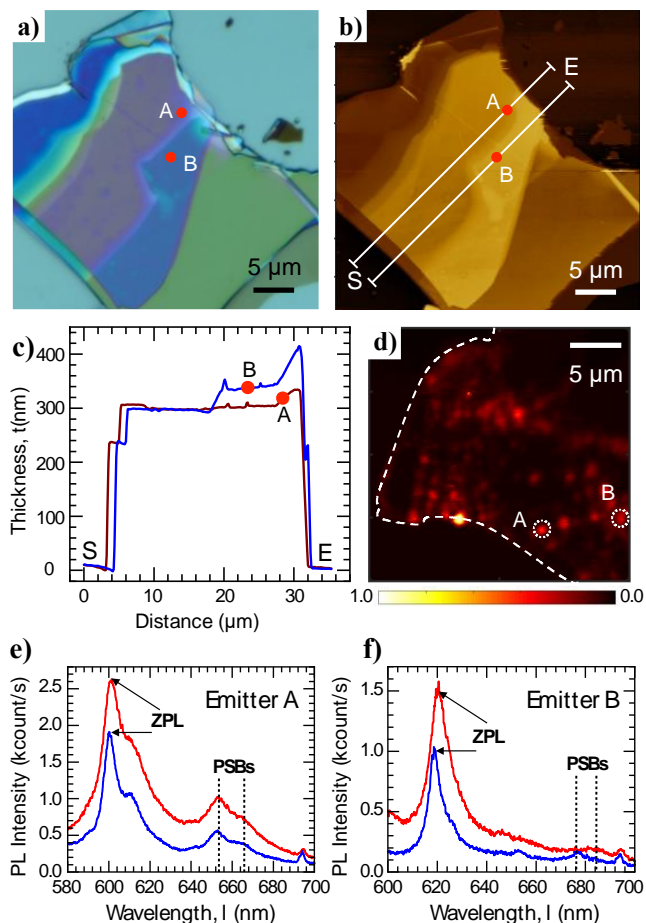 a)
A
B
5 µm
b)
E
A
B
S
5 µm
c)
400
300
200
100
0
Thickness, t(nm)
B
A
S
E
0
10
20
30
Distance (µm)
d)
5 µm
A
B
1.0
0.0
e)
2.5
2.0
1.5
1.0
0.5
0.0
PL Intensity (kcount/s)
Emitter A
ZPL
PSBs
580
600
620
640
660
680
700
Wavelength, l (nm)
f)
1.5
1.0
0.5
0.0
PL Intensity (kcount/s)
Emitter B
ZPL
PSBs
600
620
640
660
680
700
Wavelength, l (nm)